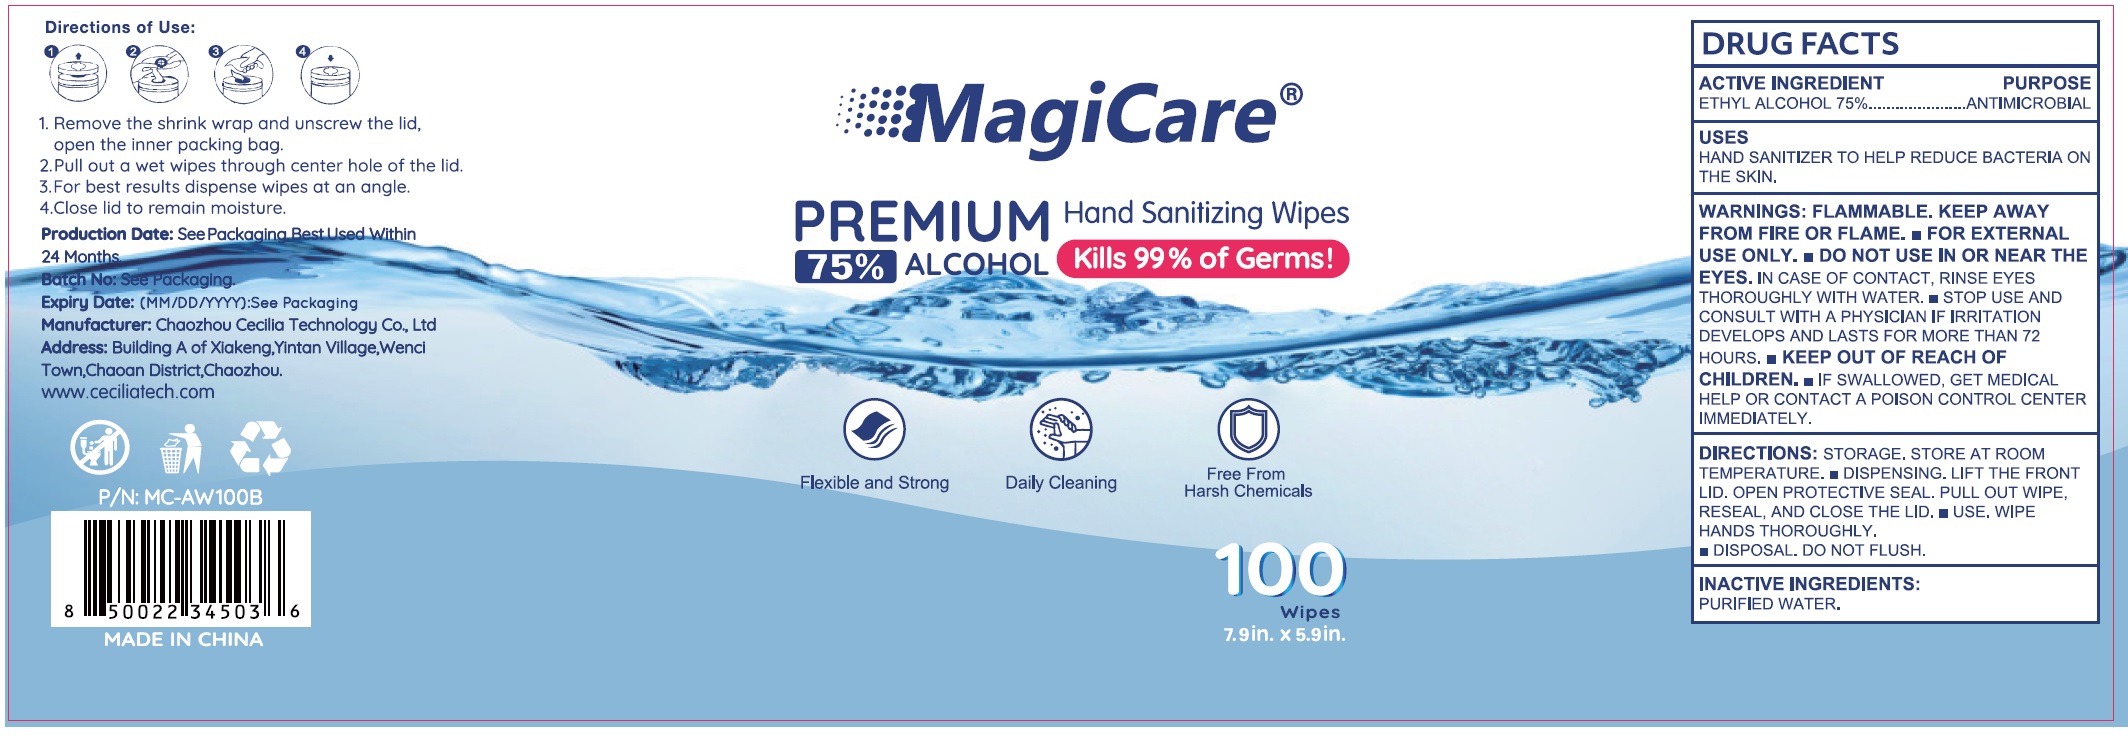 Directions of Use:
1 2 3 4
1. Remove the shrink wrap and unscrew the lid,
open the inner packing bag.
2.Pull out a wet wipes through center hole of the lid.
3.For best results dispense wipes at an angle.
4.Close lid to remain moisture.
Production Date: See Packaging Best Used Within
24 Months.
Batch No: See Packaging.
Expiry Date: (MM/DD/YYYY):See Packaging
Manufacturer: Chaozhou Cecilia Technology Co., Ltd
Address: Building A of Xiakeng,Yintan Village,Wenci
Town,Chaoan District,Chaozhou.
www.ceciliatech.com
P/N: MC-AW100B
8 50022 34503 6
MADE IN CHINA
MagiCare®
PREMIUM Hand Sanitizing Wipes
75% ALCOHOL Kills 99% of Germs!
Flexible and Strong
Daily Cleaning
Free From
Harsh Chemicals
100
Wipes
7.9in. x 5.9in.
DRUG FACTS
ACTIVE INGREDIENT PURPOSE
ETHYL ALCOHOL 75%......................ANTIMICROBIAL
USES
HAND SANITIZER TO HELP REDUCE BACTERIA ON
THE SKIN.
WARNINGS: FLAMMABLE. KEEP AWAY
FROM FIRE OR FLAME. ■ FOR EXTERNAL
USE ONLY. ■ DO NOT USE IN OR NEAR THE
EYES. IN CASE OF CONTACT, RINSE EYES
THOROUGHLY WITH WATER. ■ STOP USE AND
CONSULT WITH A PHYSICIAN IF IRRITATION
DEVELOPS AND LASTS FOR MORE THAN 72
HOURS. ■ KEEP OUT OF REACH OF
CHILDREN. ■ IF SWALLOWED, GET MEDICAL
HELP OR CONTACT A POISON CONTROL CENTER
IMMEDIATELY.
DIRECTIONS: STORAGE. STORE AT ROOM
TEMPERATURE. ■ DISPENSING. LIFT THE FRONT
LID. OPEN PROTECTIVE SEAL. PULL OUT WIPE,
RESEAL, AND CLOSE THE LID. ■ USE. WIPE
HANDS THOROUGHLY.
■ DISPOSAL. DO NOT FLUSH.
INACTIVE INGREDIENTS:
PURIFIED WATER.